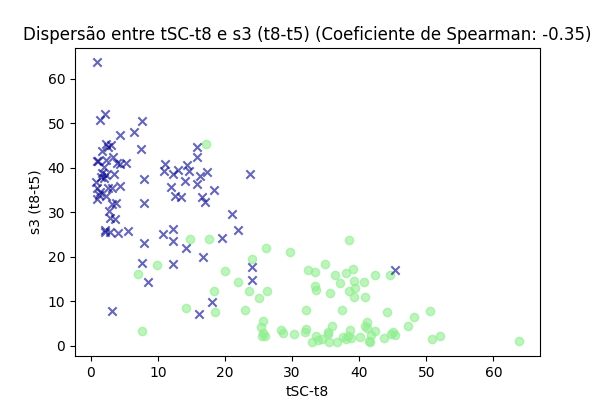 Dispersão entre tSC-t8 e s3 (t8-t5) (Coeficiente de Spearman: -0.35)
60
50
40
30
20
10
0
s3 (t8-t5)
0 10 20 30 40 50 60
tSC-t8